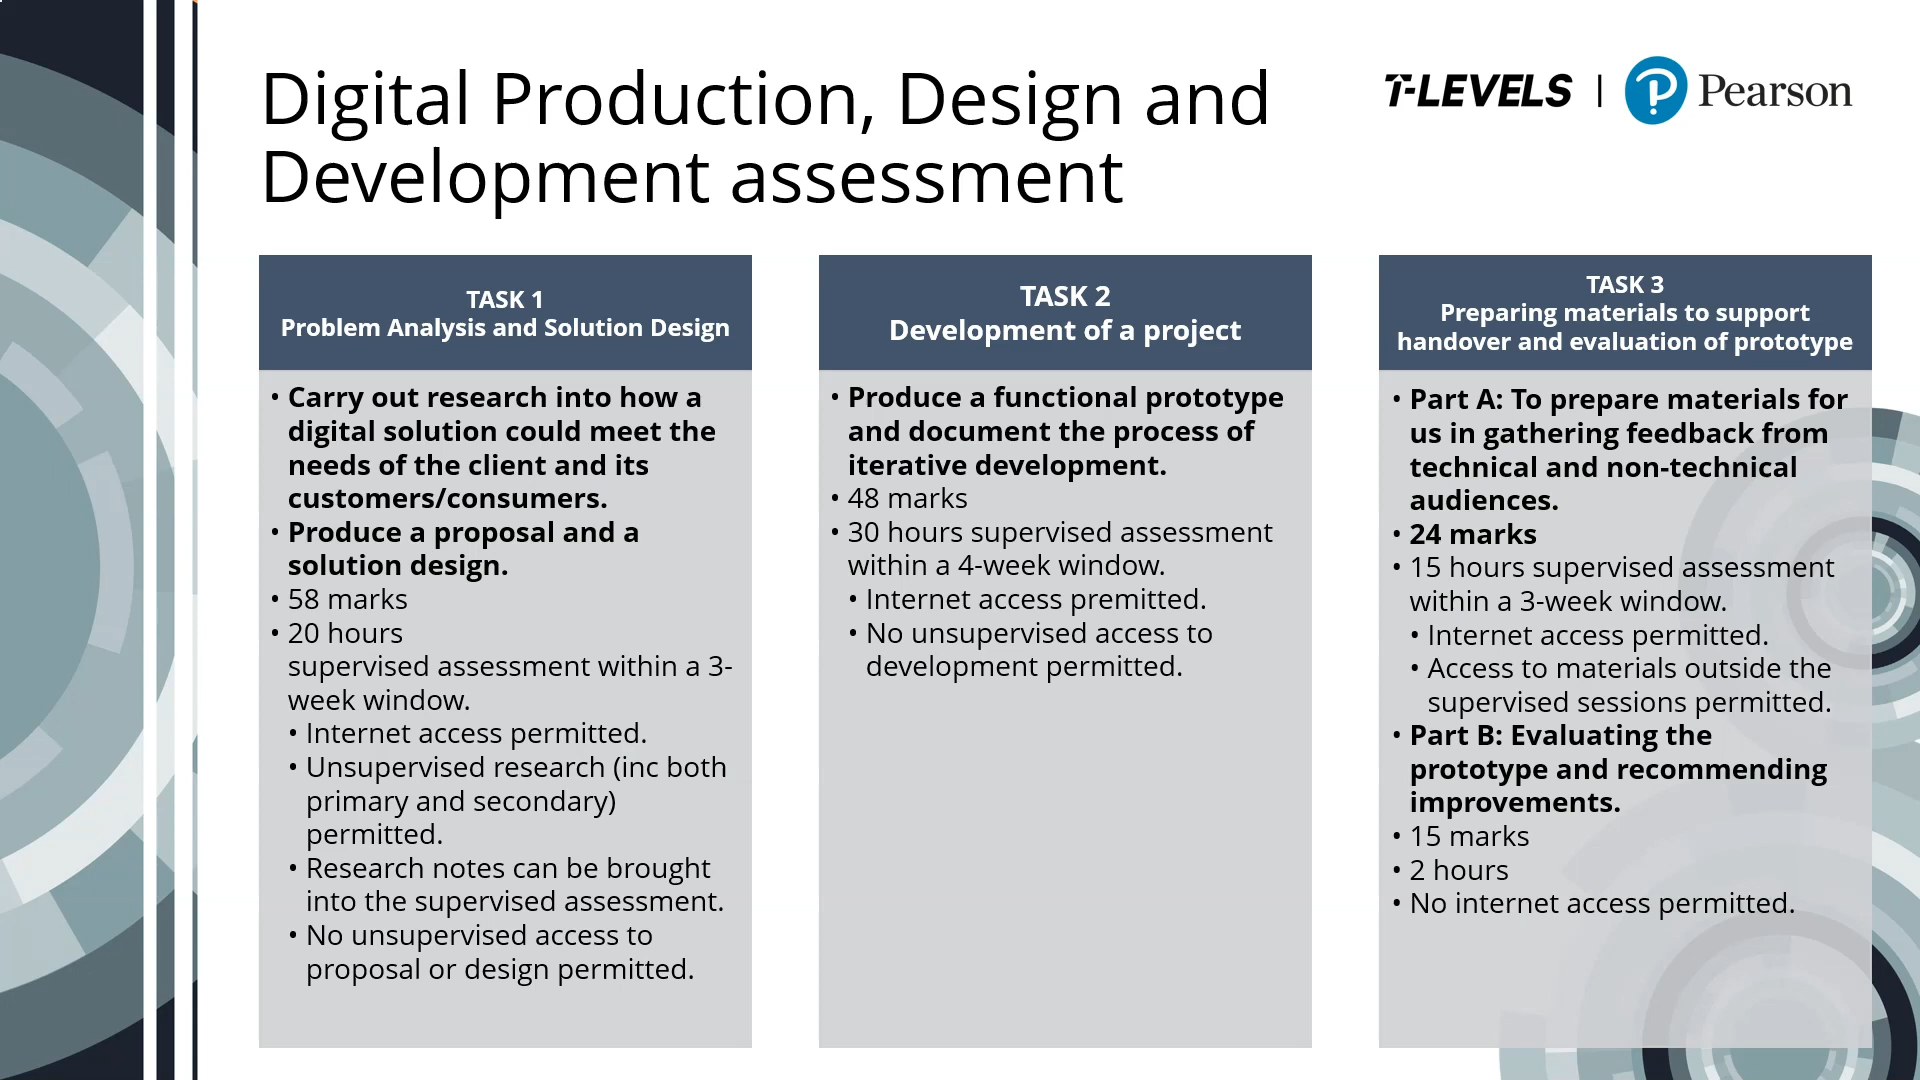 Digital Production, Design and
Development assessment
T-LEVELS | Pearson
TASK 1
Problem Analysis and Solution Design
• Carry out research into how a
digital solution could meet the
needs of the client and its
customers/consumers.
• Produce a proposal and a
solution design.
• 58 marks
• 20 hours
supervised assessment within a 3-
week window.
• Internet access permitted.
• Unsupervised research (inc both
primary and secondary)
permitted.
• Research notes can be brought
into the supervised assessment.
• No unsupervised access to
proposal or design permitted.
TASK 2
Development of a project
• Produce a functional prototype
and document the process of
iterative development.
• 48 marks
• 30 hours supervised assessment
within a 4-week window.
• Internet access premitted.
• No unsupervised access to
development permitted.
TASK 3
Preparing materials to support
handover and evaluation of prototype
• Part A: To prepare materials for
us in gathering feedback from
technical and non-technical
audiences.
• 24 marks
• 15 hours supervised assessment
within a 3-week window.
• Internet access permitted.
• Access to materials outside the
supervised sessions permitted.
• Part B: Evaluating the
prototype and recommending
improvements.
• 15 marks
• 2 hours
• No internet access permitted.